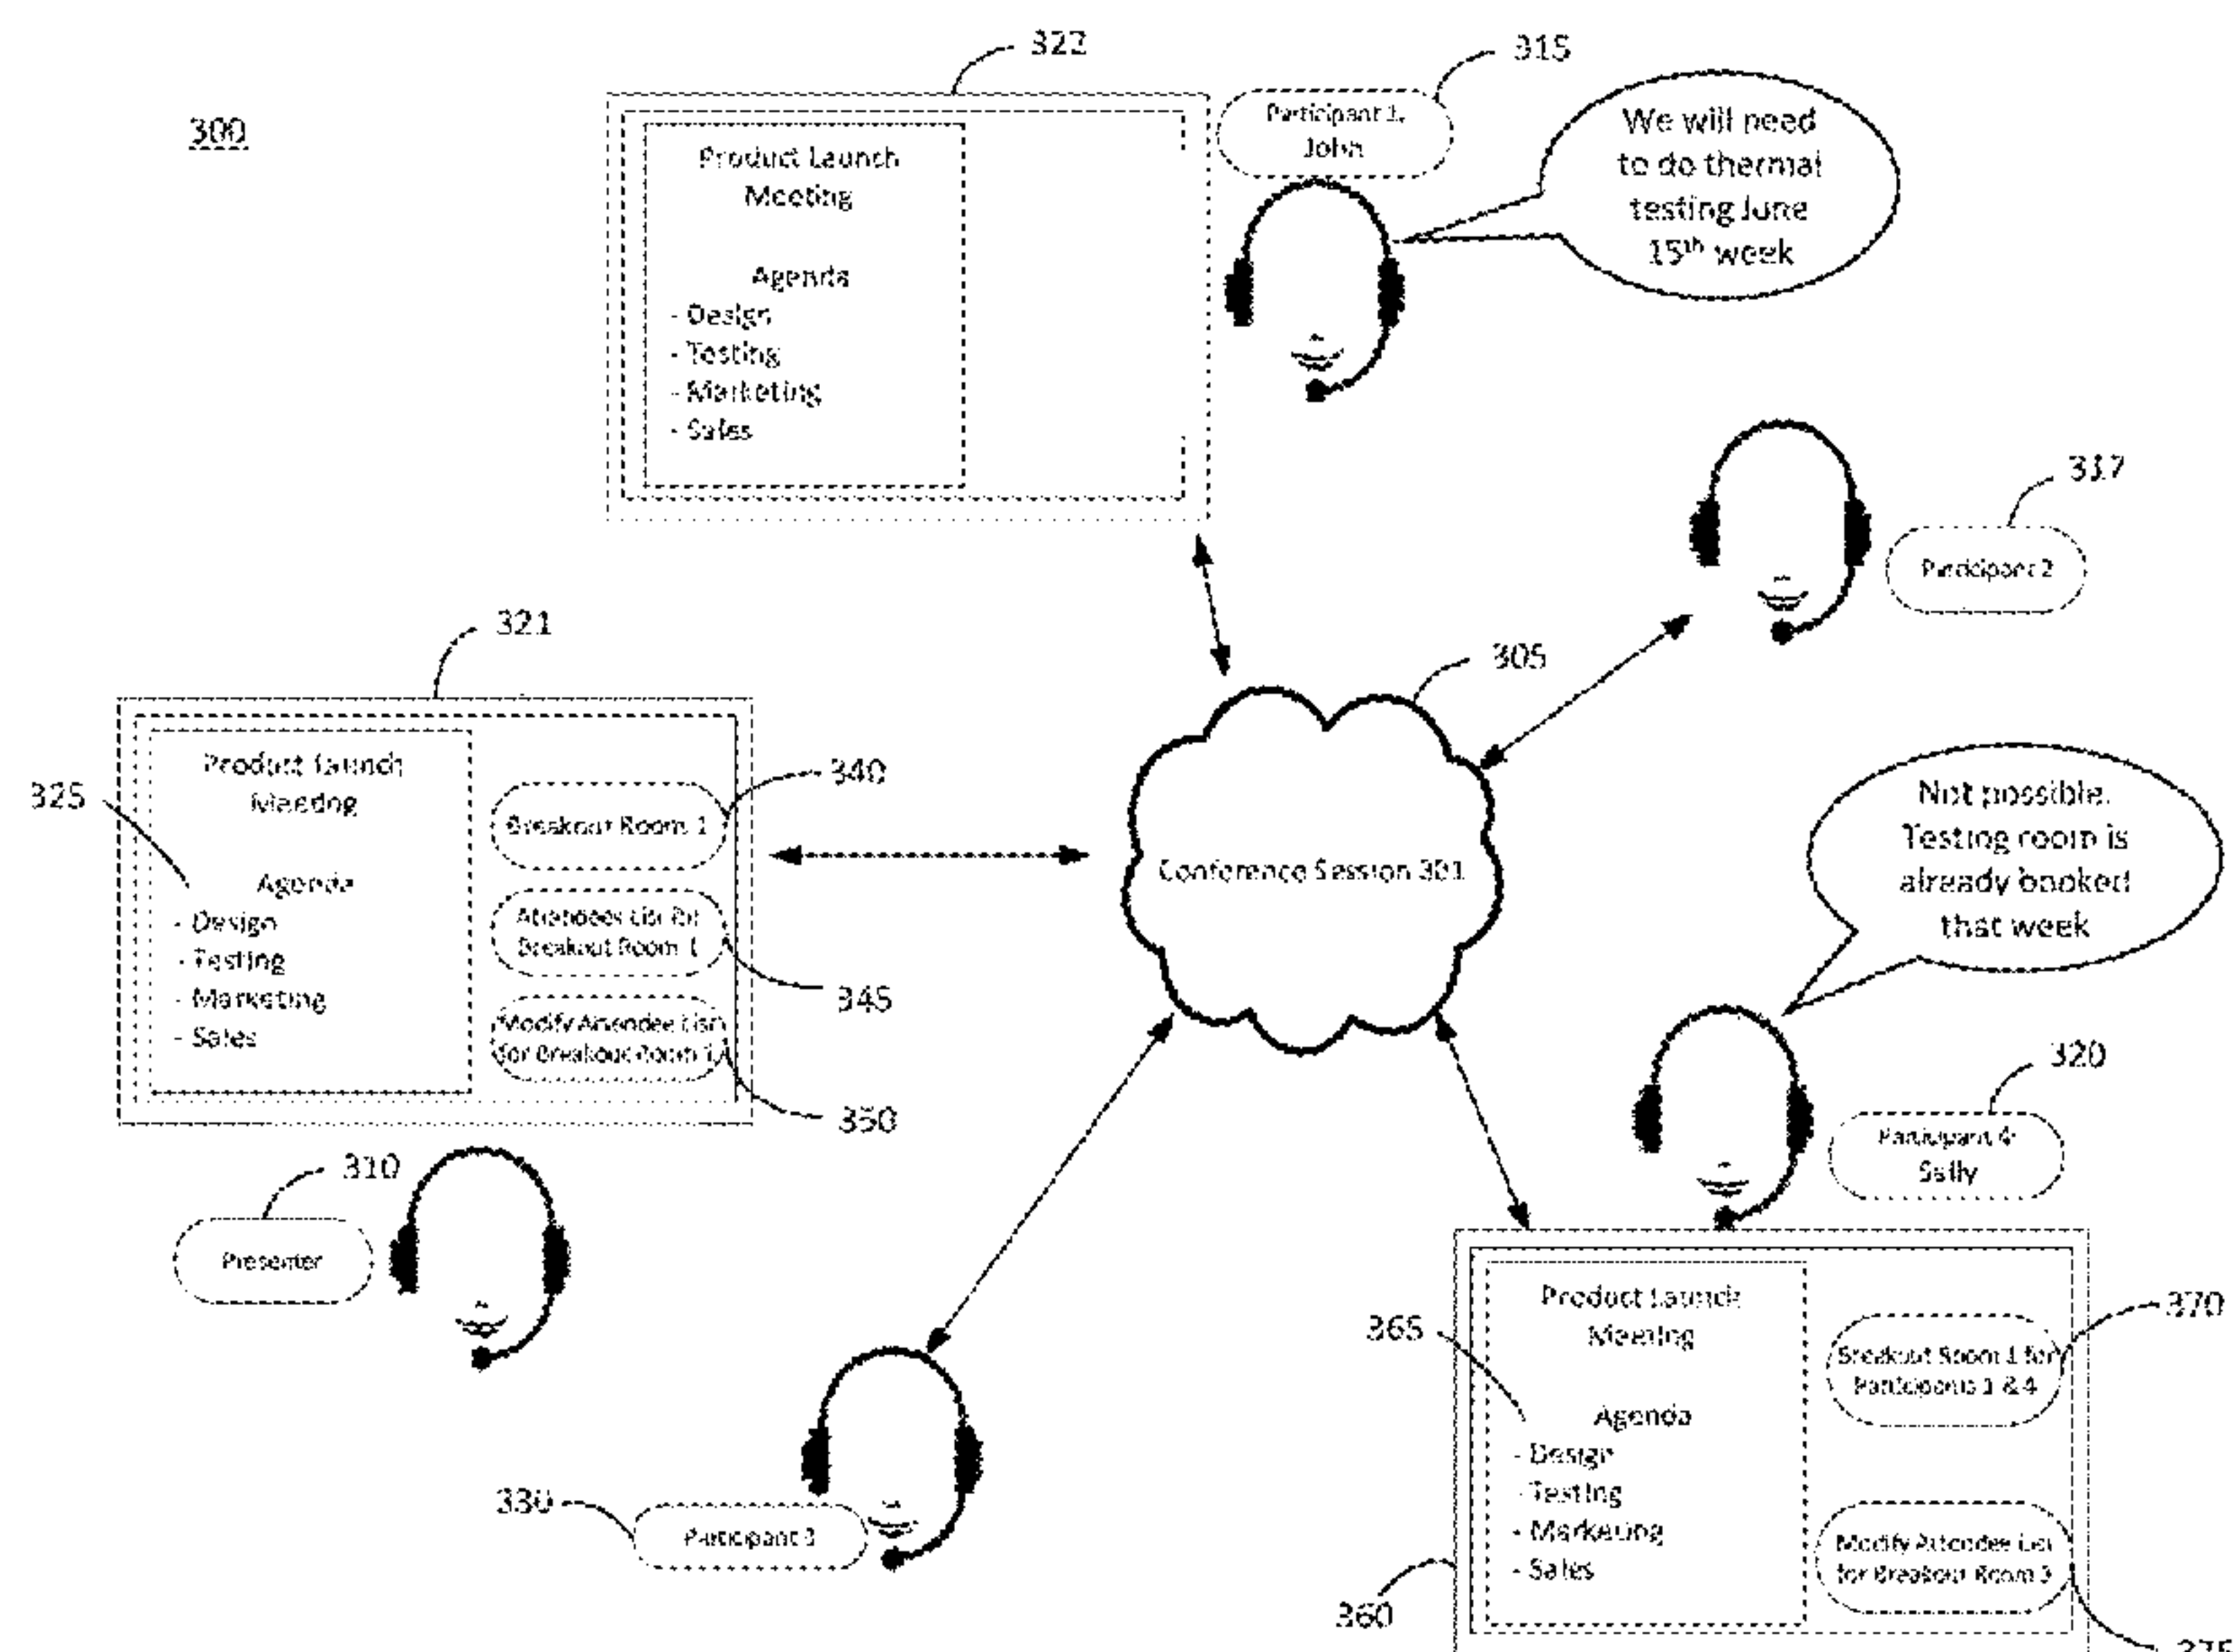 300
322
Product Launch
Meeting
Agenda
- Design
- Testing
- Marketing
- Sales
315
Participant 1,
John
We will need
to do thermal
testing June
15th week
317
Participant 2
321
325
Product Launch
Meeting
Agenda
- Design
- Testing
- Marketing
- Sales
340
Breakout Room 1
Attendees List for
Breakout Room 1
345
Modify Attendee List
for Breakout Room 1
350
305
Conference Session 301
Not possible.
Testing room is
already booked
that week
320
Participant 4
Sally
310
Presenter
330
Participant 3
360
365
Product Launch
Meeting
Agenda
- Design
- Testing
- Marketing
- Sales
370
Breakout Room 1 for
Participants 1 & 4
Modify Attendee List
for Breakout Room